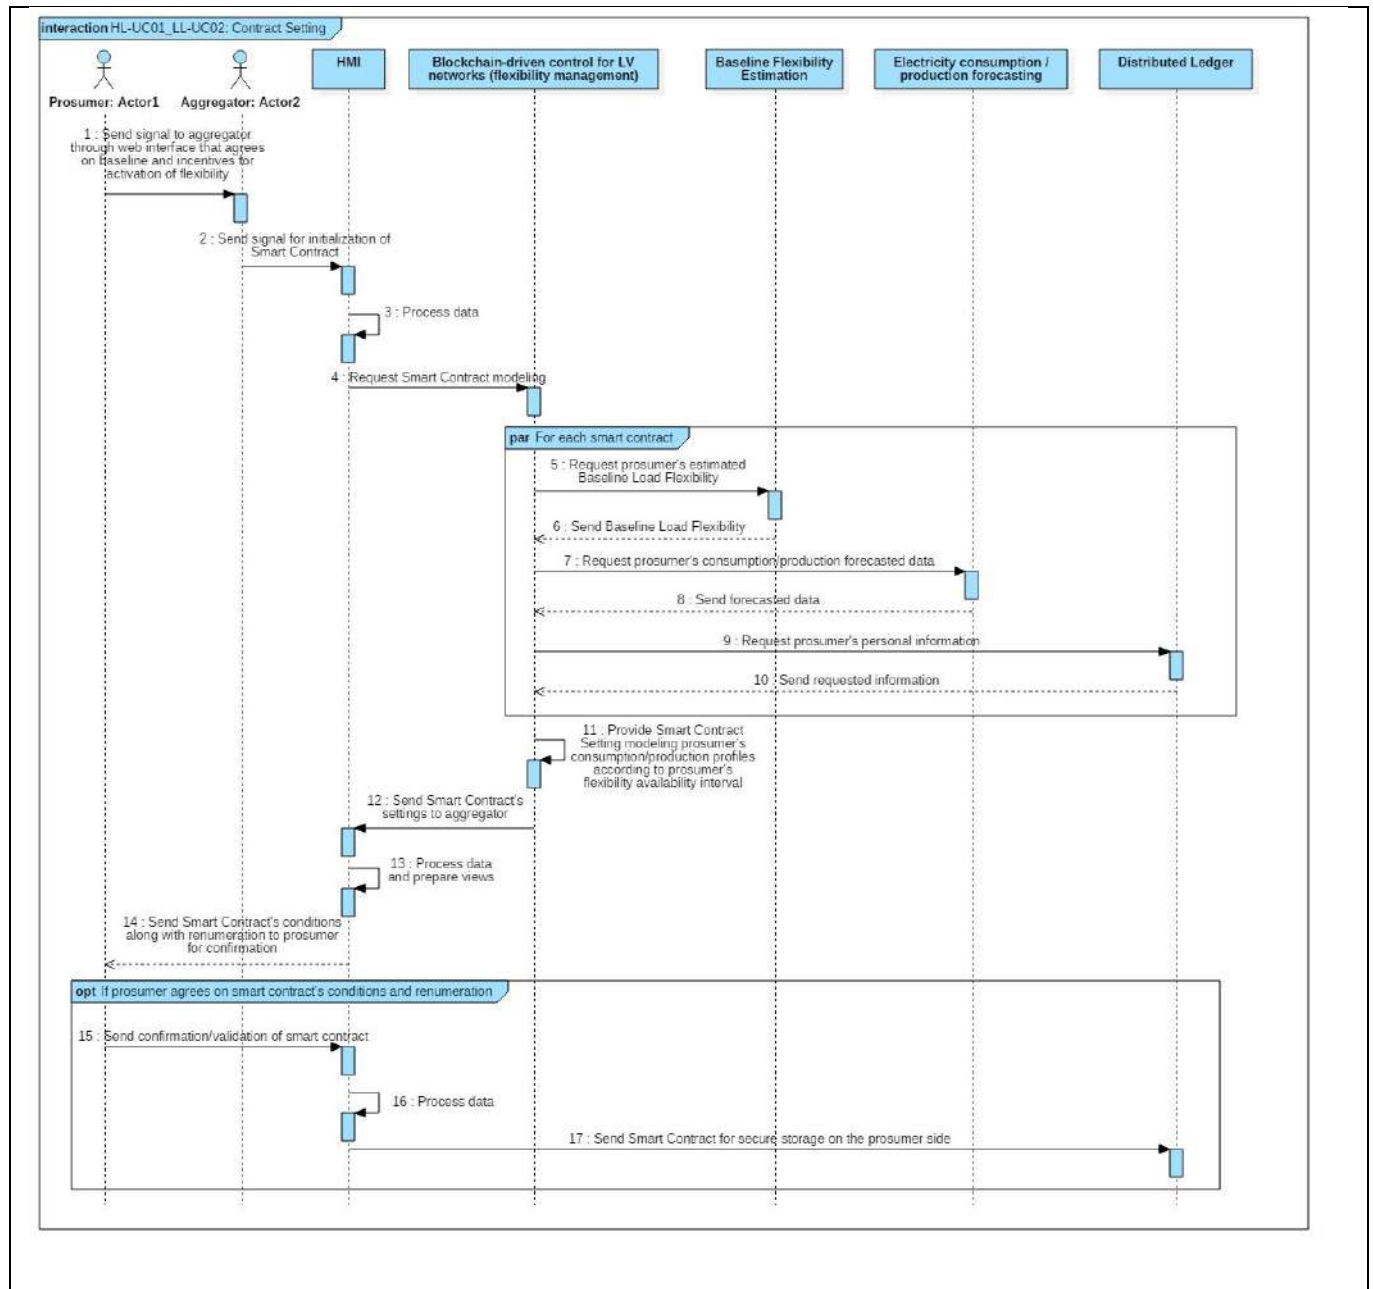 interaction HL-UC01_LL-UC02: Contract Setting
HMI
Blockchain-driven control for LV
networks (flexibility management)
Baseline Flexibility
Estimation
Electricity consumption /
production forecasting
Distributed Ledger
Prosumer: Actor1
Aggregator: Actor2
1 : Send signal to aggregator
through web interface that agrees
on baseline and incentives for
activation of flexibility
2 : Send signal for initialization of
Smart Contract
3 : Process data
4 : Request Smart Contract modeling
par For each smart contract
5 : Request prosumer's estimated
Baseline Load Flexibility
6 : Send Baseline Load Flexibility
7 : Request prosumer's consumption/production forecasted data
8 : Send forecasted data
9 : Request prosumer's personal information
10 : Send requested information
11 : Provide Smart Contract
Setting modeling prosumer's
consumption/production profiles
according to prosumer's
flexibility availability interval
12 : Send Smart Contract's
settings to aggregator
13 : Process data
and prepare views
14 : Send Smart Contract's conditions
along with renumeration to prosumer
for confirmation
opt If prosumer agrees on smart contract's conditions and renumeration
15 : Send confirmation/validation of smart contract
16 : Process data
17 : Send Smart Contract for secure storage on the prosumer side